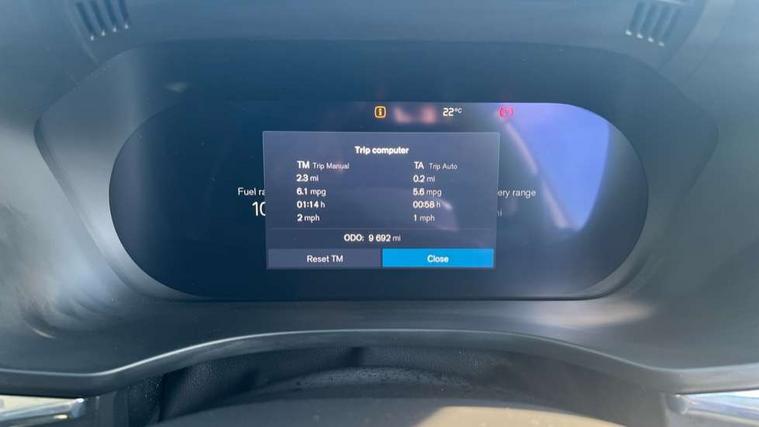 22°C
Trip computer
TM Trip Manual
2.3 mi
6.1 mpg
01:14 h
2 mph
TA Trip Auto
0.2 mi
5.6 mpg
00:58 h
1 mph
ODO: 9 692 mi
Reset TM
Close
Fuel ra
10
ery range
mi